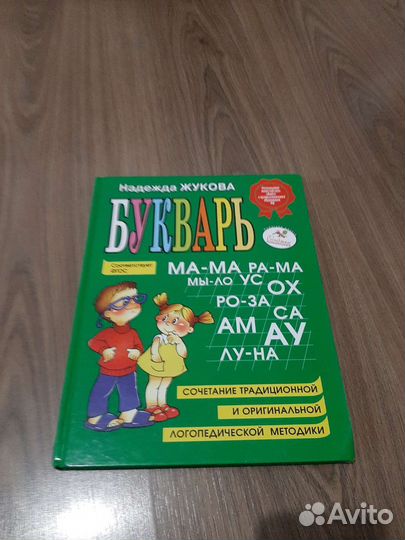 Надежда ЖУКОВА
БУКВАРЬ
Соответствует
ФГОС
МА-МА РА-МА
МЫ-ЛО УС ОХ
РО-ЗА СА
АМ АУ
ЛУ-НА
СОЧЕТАНИЕ ТРАДИЦИОННОЙ
И ОРИГИНАЛЬНОЙ
ЛОГОПЕДИЧЕСКОЙ МЕТОДИКИ
Avito